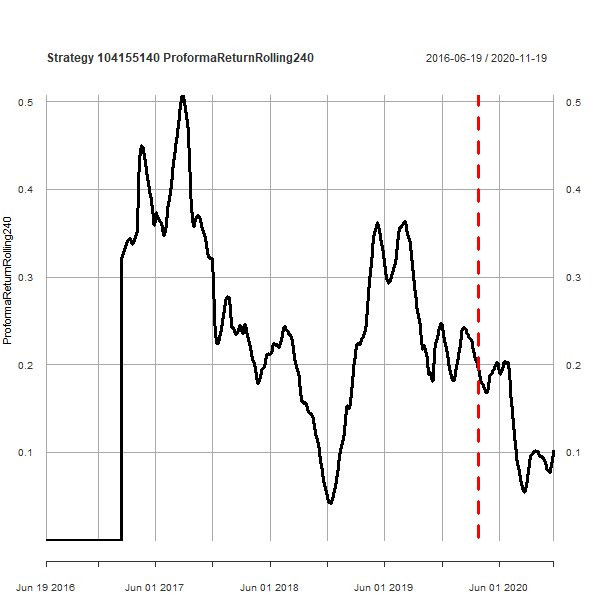 Strategy 104155140 ProformaReturnRolling240
2016-06-19 / 2020-11-19
0.5
0.5
0.4
0.4
0.3
0.3
0.2
0.2
0.1
0.1
ProformaReturnRolling240
Jun 19 2016
Jun 01 2017
Jun 01 2018
Jun 01 2019
Jun 01 2020